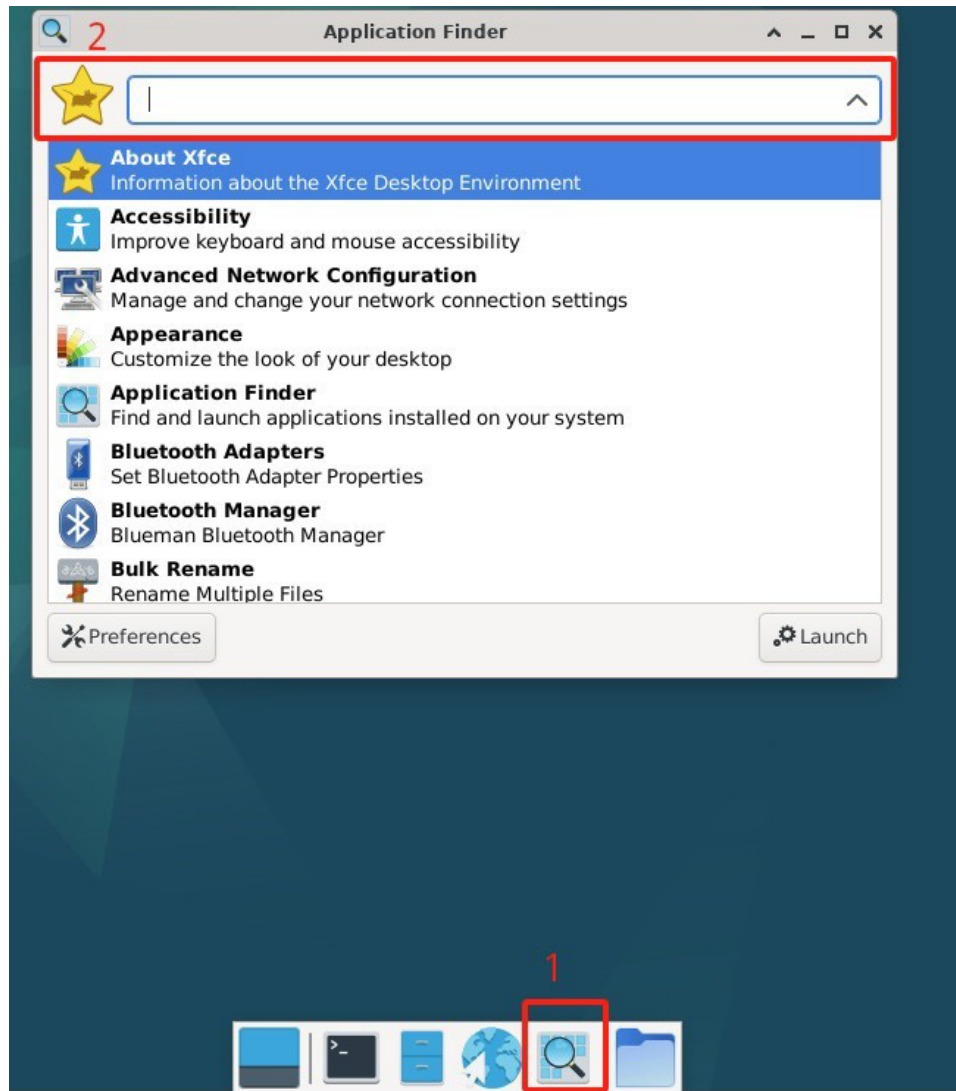 2
Application Finder
About Xfce
Information about the Xfce Desktop Environment
Accessibility
Improve keyboard and mouse accessibility
Advanced Network Configuration
Manage and change your network connection settings
Appearance
Customize the look of your desktop
Application Finder
Find and launch applications installed on your system
Bluetooth Adapters
Set Bluetooth Adapter Properties
Bluetooth Manager
Blueman Bluetooth Manager
Bulk Rename
Rename Multiple Files
Preferences
Launch
1
>_